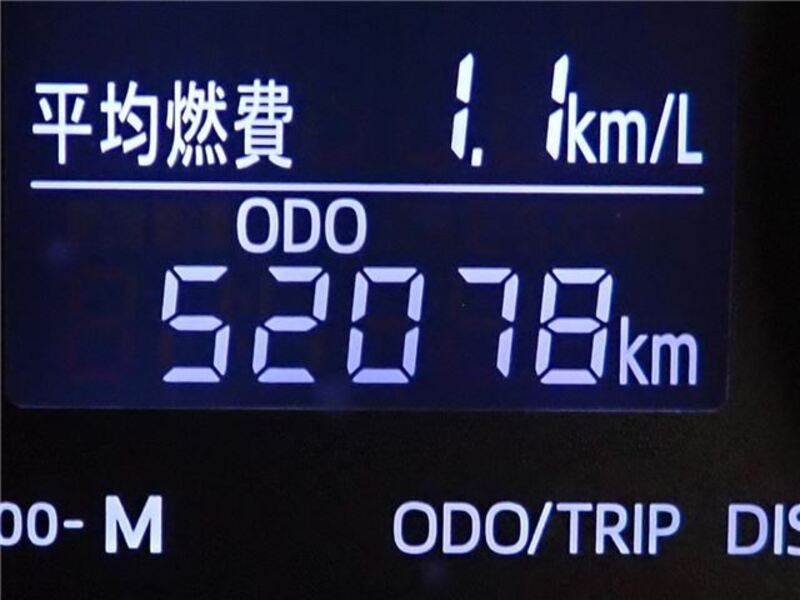 平均燃費 1.1km/L
ODO
52078km
00-M ODO/TRIP DIS